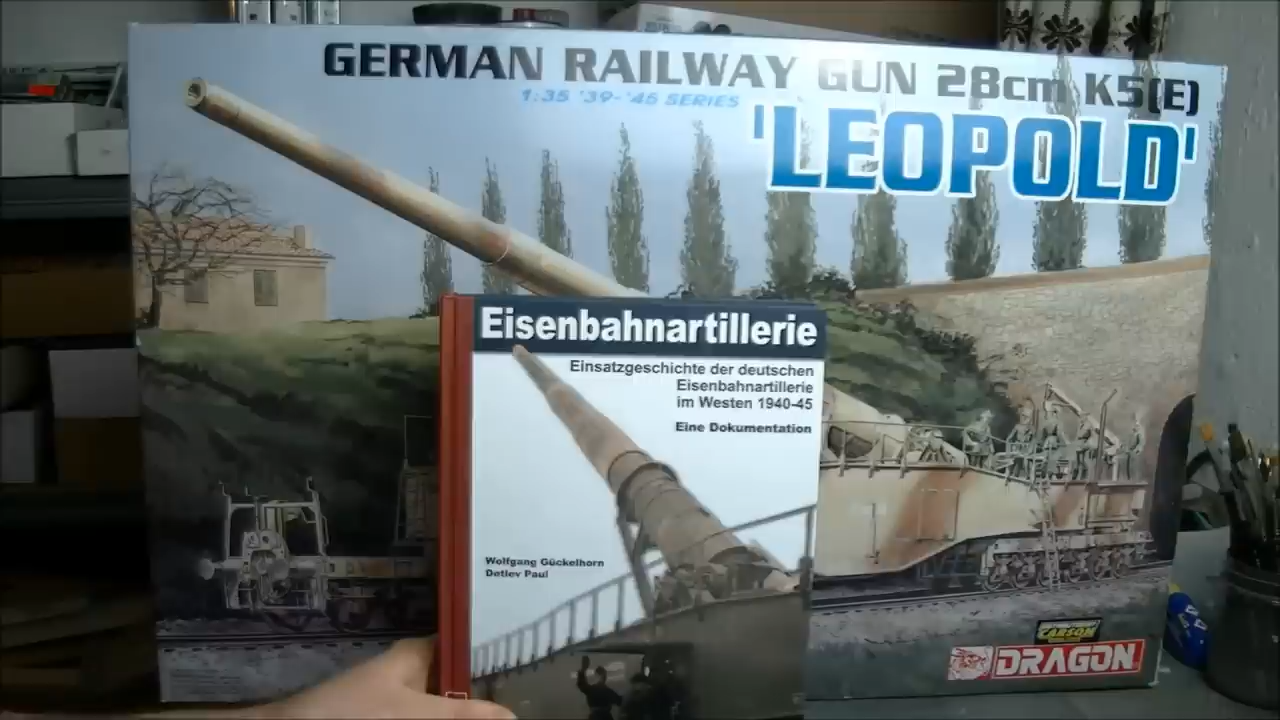 GERMAN RAILWAY GUN 28cm K5(E)
1:35 '39-'45 SERIES
'LEOPOLD'
Eisenbahnartillerie
Einsatzgeschichte der deutschen
Eisenbahnartillerie
im Westen 1940-45
Eine Dokumentation
Wolfgang Gückelhorn
Detlev Paul
CARSON
DRAGON